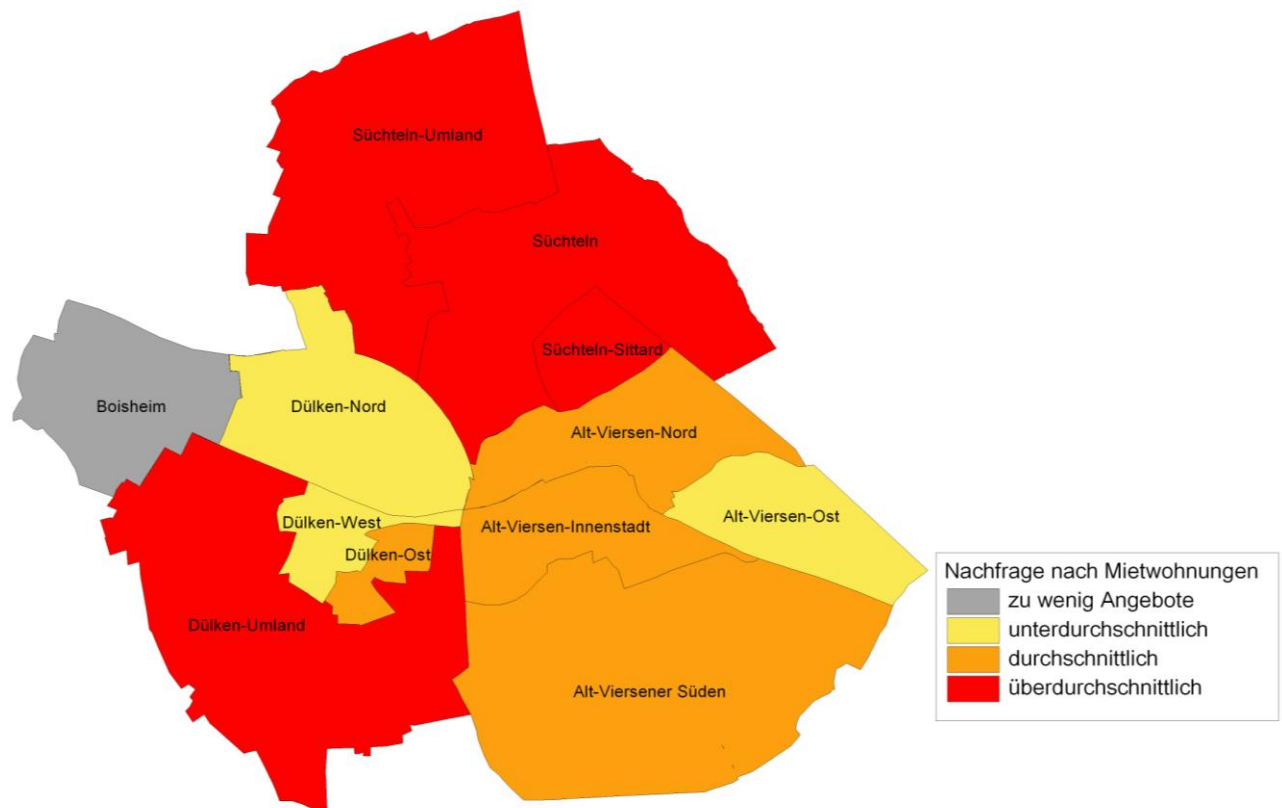 Süchteln-Umland
Süchteln
Süchteln-Sittard
Boisheim
Dülken-Nord
Alt-Viersen-Nord
Dülken-West
Alt-Viersen-Innenstadt
Alt-Viersen-Ost
Dülken-Ost
Dülken-Umland
Alt-Viersener Süden
Nachfrage nach Mietwohnungen
zu wenig Angebote
unterdurchschnittlich
durchschnittlich
überdurchschnittlich